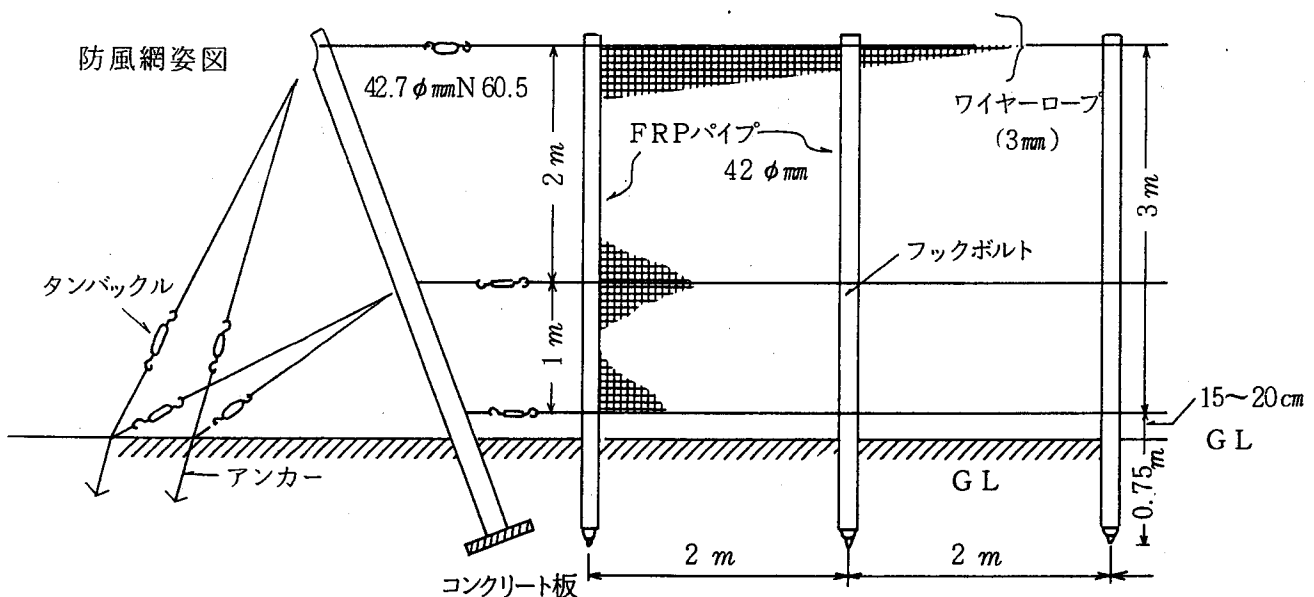 防風網姿図
42.7φ㎜N60.5
ワイヤーロープ
(3㎜)
FRPパイプ
42φ㎜
2m
3m
フックボルト
タンバックル
1m
15〜20㎝
GL
アンカー
GL
0.75m
2m
2m
コンクリート板